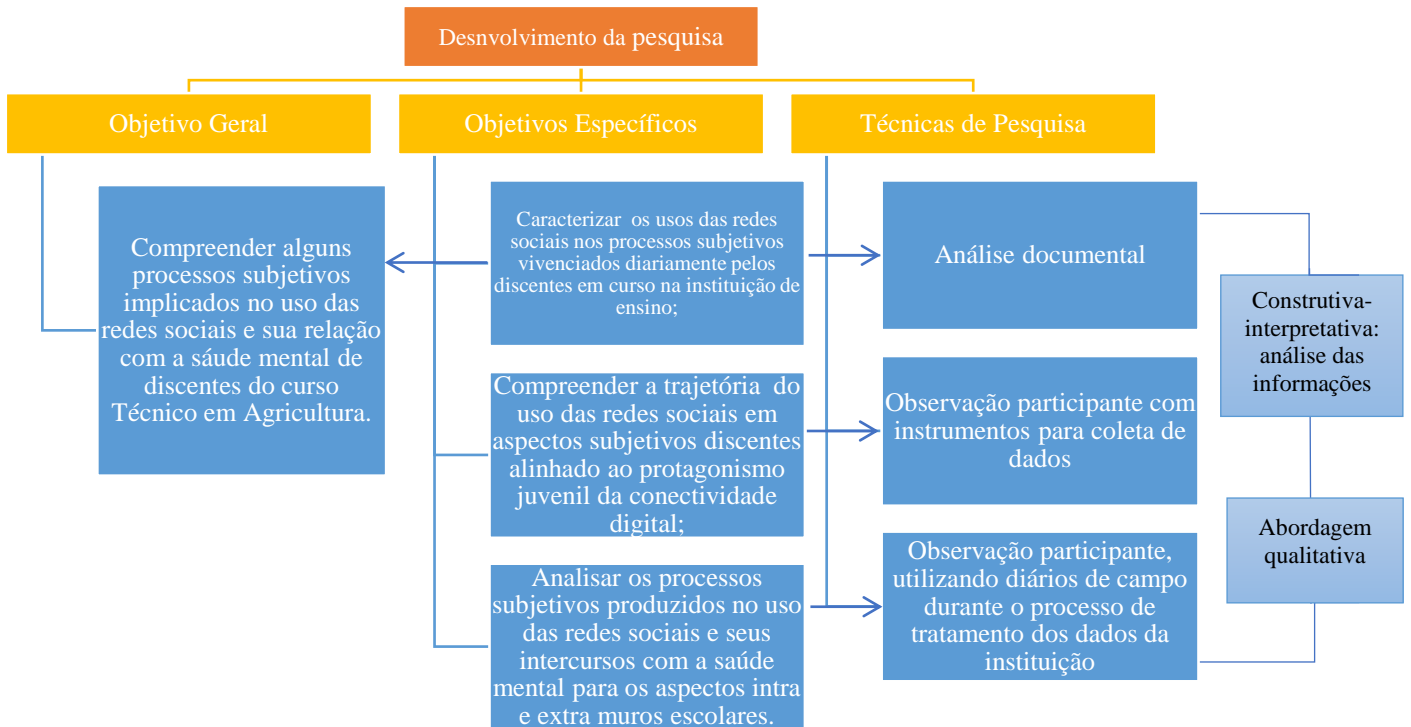 Desnvolvimento da pesquisa
Objetivo Geral
Objetivos Específicos
Técnicas de Pesquisa
Compreender alguns
processos subjetivos
implicados no uso das
redes sociais e sua relação
com a sáude mental de
discentes do curso
Técnico em Agricultura.
Caracterizar os usos das redes
sociais nos processos subjetivos
vivenciados diariamente pelos
discentes em curso na instituição de
ensino;
Compreender a trajetória do
uso das redes sociais em
aspectos subjetivos discentes
alinhado ao protagonismo
juvenil da conectividade
digital;
Analisar os processos
subjetivos produzidos no uso
das redes sociais e seus
intercursos com a saúde
mental para os aspectos intra
e extra muros escolares.
Análise documental
Observação participante com
instrumentos para coleta de
dados
Observação participante,
utilizando diários de campo
durante o processo de
tratamento dos dados da
instituição
Construtiva-
interpretativa:
análise das
informações
Abordagem
qualitativa